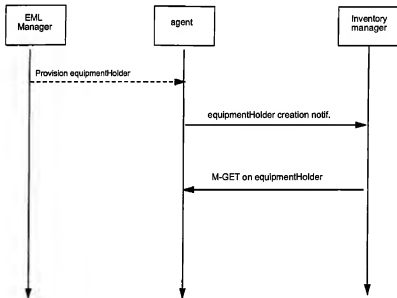 EML
Manager
agent
Inventory
manager
Provision equipmentHolder
equipmentHolder creation notif.
M-GET on equipmentHolder